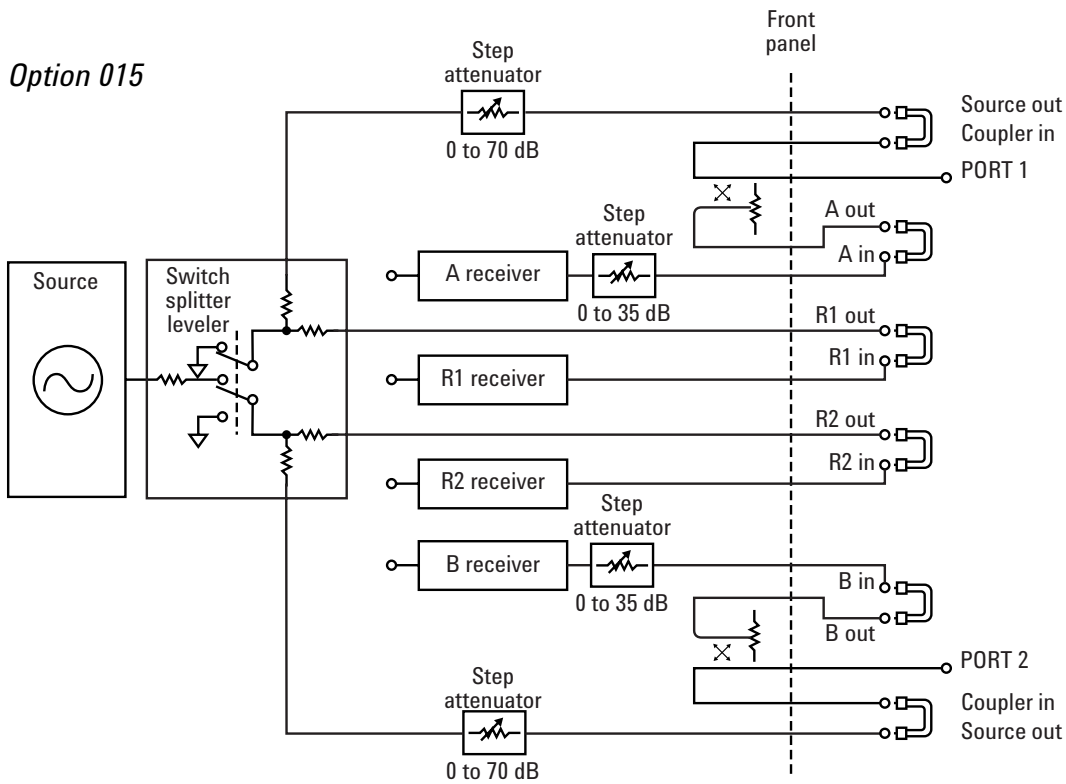 Option 015
Front
panel
Step
attenuator
0 to 70 dB
Source out
Coupler in
PORT 1
A out
A in
Step
attenuator
0 to 35 dB
A receiver
Source
Switch
splitter
leveler
R1 out
R1 in
R1 receiver
R2 out
R2 in
R2 receiver
Step
attenuator
0 to 35 dB
B receiver
B in
B out
PORT 2
Step
attenuator
0 to 70 dB
Coupler in
Source out